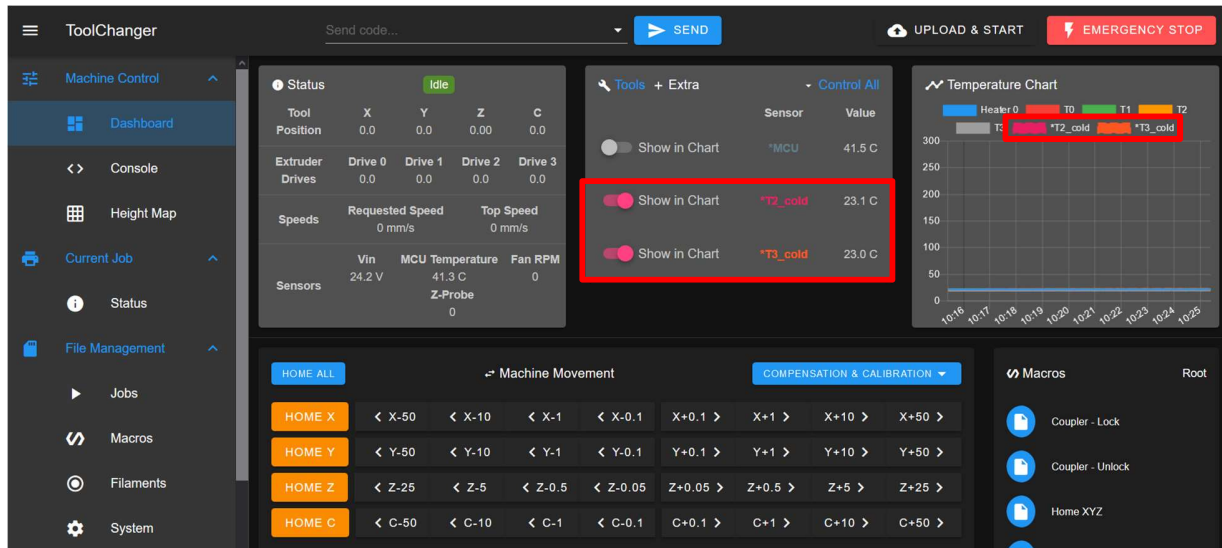 ToolChanger
Send code...
SEND
UPLOAD & START
EMERGENCY STOP
Machine Control
Dashboard
Console
Height Map
Current Job
Status
File Management
Jobs
Macros
Filaments
System
Status
Idle
Tool Position X Y Z C
0.0 0.0 0.00 0.0
Extruder Drives Drive 0 Drive 1 Drive 2 Drive 3
0.0 0.0 0.0 0.0
Speeds Requested Speed Top Speed
0 mm/s 0 mm/s
Sensors Vin MCU Temperature Fan RPM
24.2 V 41.3 C 0
Z-Probe
0
Tools + Extra Control All
Sensor Value
Show in Chart *MCU 41.5 C
Show in Chart *T2_cold 23.1 C
Show in Chart *T3_cold 23.0 C
Temperature Chart
Heater 0 T0 T1 T2
T3 *T2_cold *T3_cold
300
250
200
150
100
50
0
10:16 10:17 10:18 10:19 10:20 10:21 10:22 10:23 10:24 10:25
HOME ALL Machine Movement COMPENSATION & CALIBRATION
HOME X X-50 X-10 X-1 X-0.1 X+0.1 X+1 X+10 X+50
HOME Y Y-50 Y-10 Y-1 Y-0.1 Y+0.1 Y+1 Y+10 Y+50
HOME Z Z-25 Z-5 Z-0.5 Z-0.05 Z+0.05 Z+0.5 Z+5 Z+25
HOME C C-50 C-10 C-1 C-0.1 C+0.1 C+1 C+10 C+50
Macros Root
Coupler - Lock
Coupler - Unlock
Home XYZ